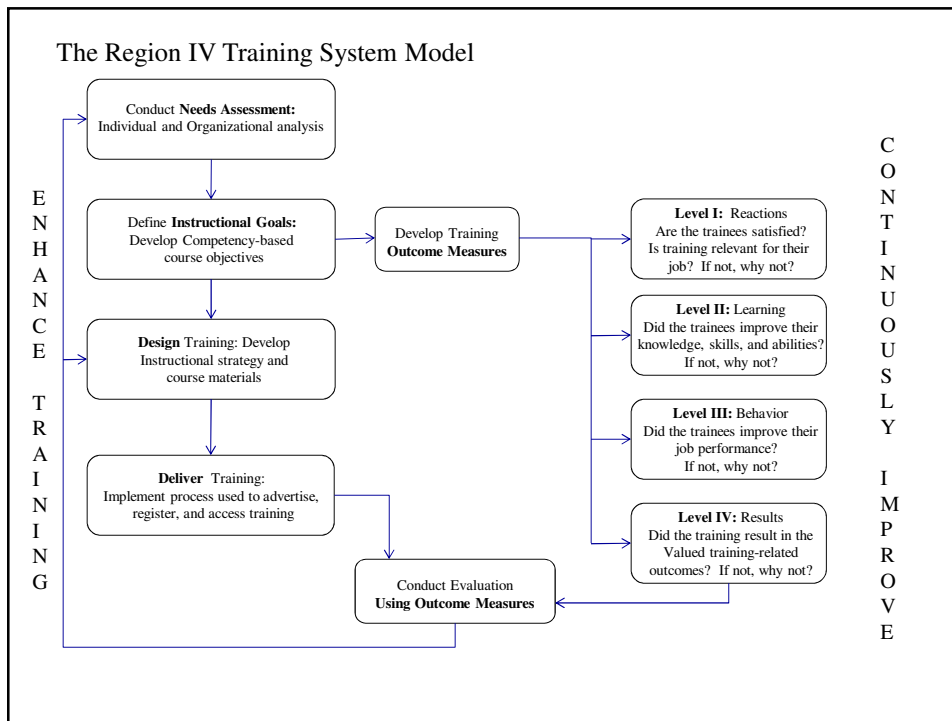 The Region IV Training System Model
Conduct Needs Assessment:
Individual and Organizational analysis
Define Instructional Goals:
Develop Competency-based
course objectives
Design Training: Develop
Instructional strategy and
course materials
Deliver Training:
Implement process used to advertise,
register, and access training
Develop Training
Outcome Measures
Level I: Reactions
Are the trainees satisfied?
Is training relevant for their
job? If not, why not?
Level II: Learning
Did the trainees improve their
knowledge, skills, and abilities?
If not, why not?
Level III: Behavior
Did the trainees improve their
job performance?
If not, why not?
Level IV: Results
Did the training result in the
Valued training-related
outcomes? If not, why not?
Conduct Evaluation
Using Outcome Measures
ENHANCE TRAINING
CONTINUOUSLY IMPROVE